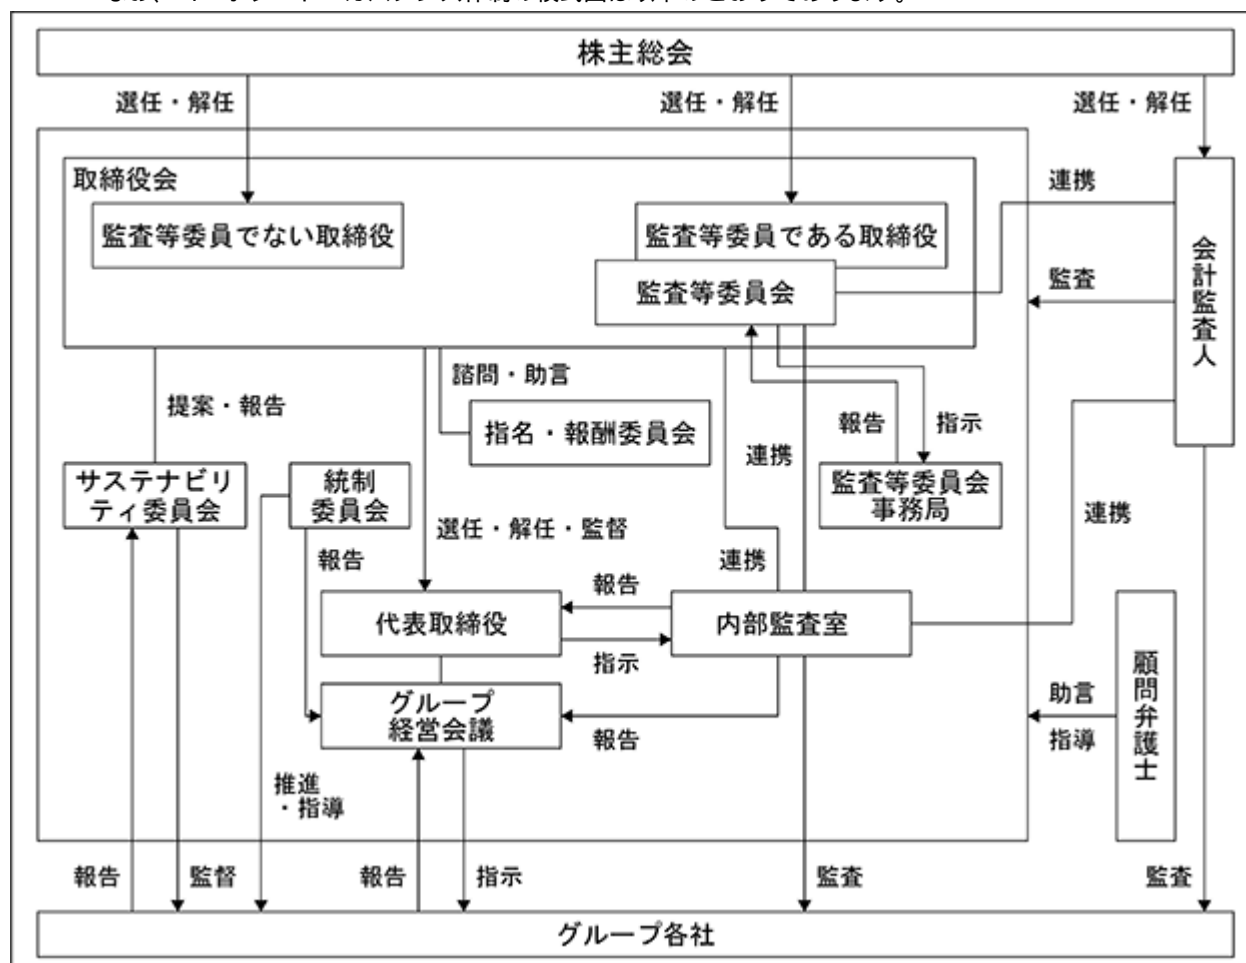 株主総会
選任・解任
選任・解任
選任・解任
取締役会
連携
監査等委員でない取締役
監査等委員である取締役
会計監査人
監査等委員会
監査
諮問・助言
提案・報告
指名・報酬委員会
報告
指示
連携
サステナビリ
ティ委員会
統制
委員会
監査等委員会
事務局
連携
選任・解任・監督
報告
連携
報告
代表取締役
内部監査室
指示
顧問弁護士
グループ
経営会議
助言
指導
報告
推進
・指導
報告
監督
報告
指示
監査
監査
グループ各社